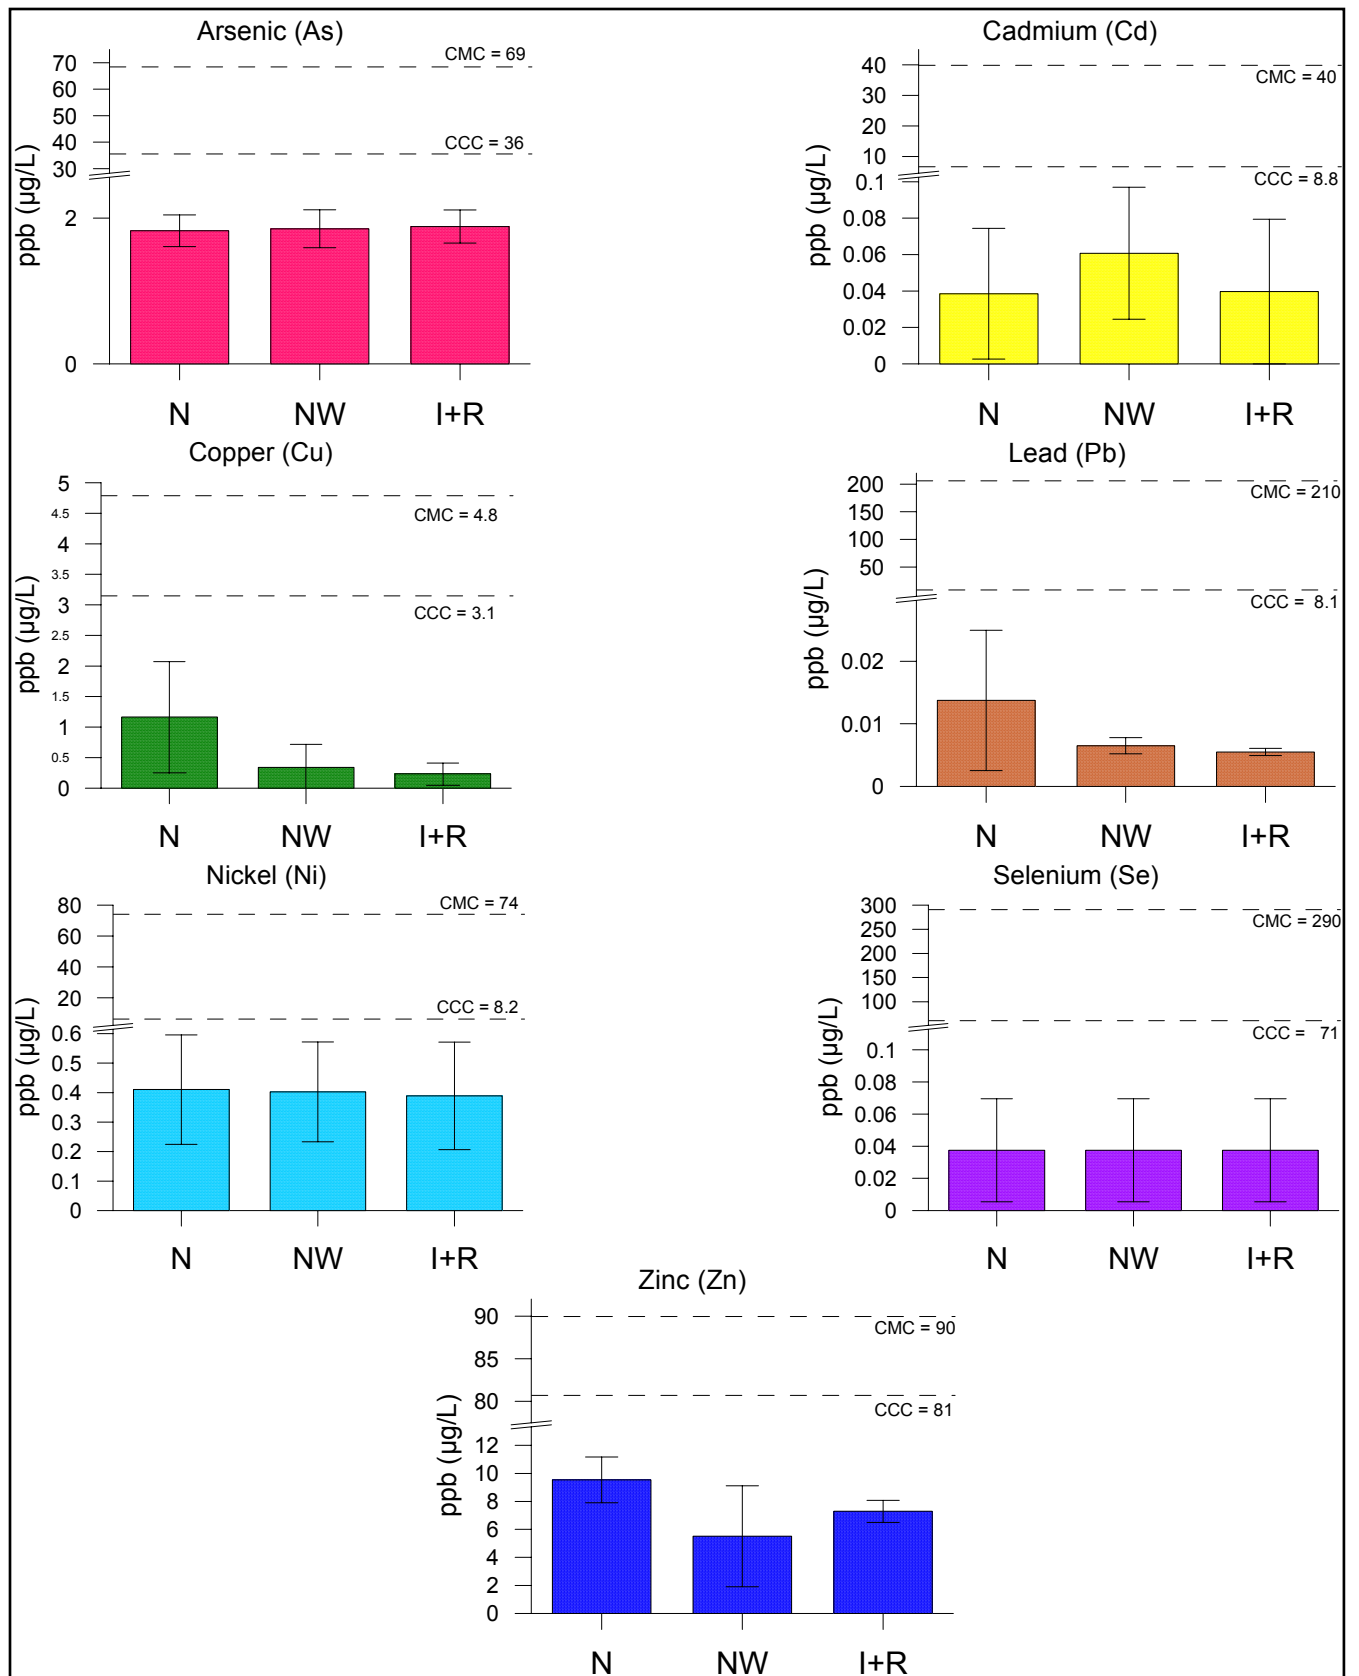 Arsenic (As)
ppb (µg/L)
70
60
50
40
30
2
0
CMC = 69
CCC = 36
N NW I+R
Cadmium (Cd)
ppb (µg/L)
40
30
20
10
0.1
0.08
0.06
0.04
0.02
0
CMC = 40
CCC = 8.8
N NW I+R
Copper (Cu)
ppb (µg/L)
5
4.5
4
3.5
3
2.5
2
1.5
1
0.5
0
CMC = 4.8
CCC = 3.1
N NW I+R
Lead (Pb)
ppb (µg/L)
200
150
100
50
0.02
0.01
0
CMC = 210
CCC = 8.1
N NW I+R
Nickel (Ni)
ppb (µg/L)
80
60
40
20
0.6
0.5
0.4
0.3
0.2
0.1
0
CMC = 74
CCC = 8.2
N NW I+R
Selenium (Se)
ppb (µg/L)
300
250
200
150
100
0.1
0.08
0.06
0.04
0.02
0
CMC = 290
CCC = 71
N NW I+R
Zinc (Zn)
ppb (µg/L)
90
85
80
12
10
8
6
4
2
0
CMC = 90
CCC = 81
N NW I+R